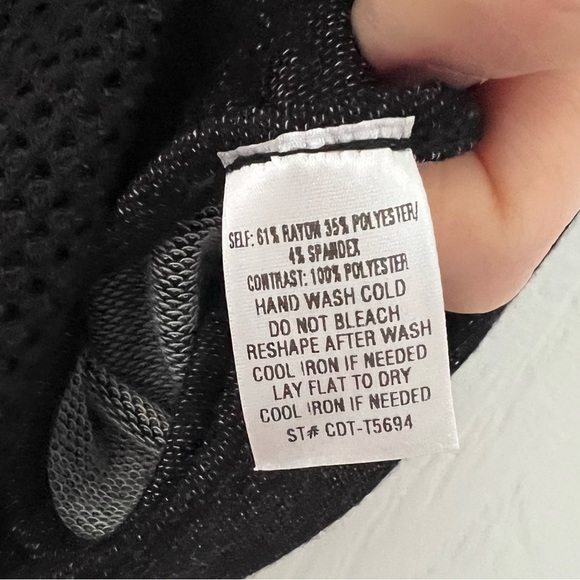 SELF: 61% RAYON 35% POLYESTER/
4% SPANDEX
CONTRAST: 100% POLYESTER
HAND WASH COLD
DO NOT BLEACH
RESHAPE AFTER WASH
COOL IRON IF NEEDED
LAY FLAT TO DRY
COOL IRON IF NEEDED
ST# CDT-T5694